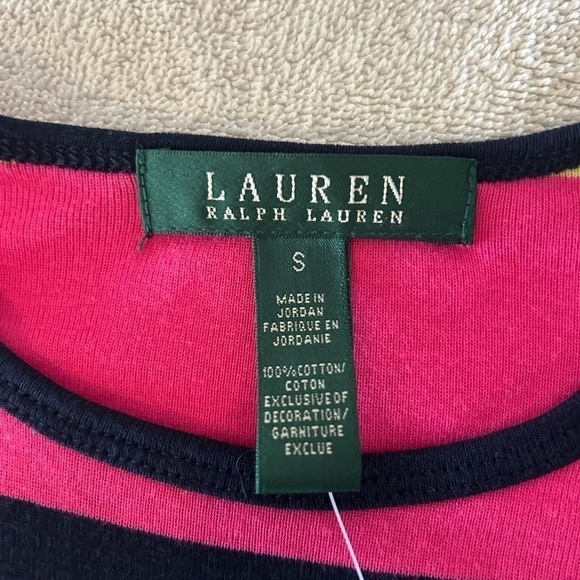 LAUREN
RALPH LAUREN
S
MADE IN
JORDAN
FABRIQUE EN
JORDANIE
100% COTTON/
COTON
EXCLUSIVE OF
DECORATION/
GARNITURE
EXCLUE